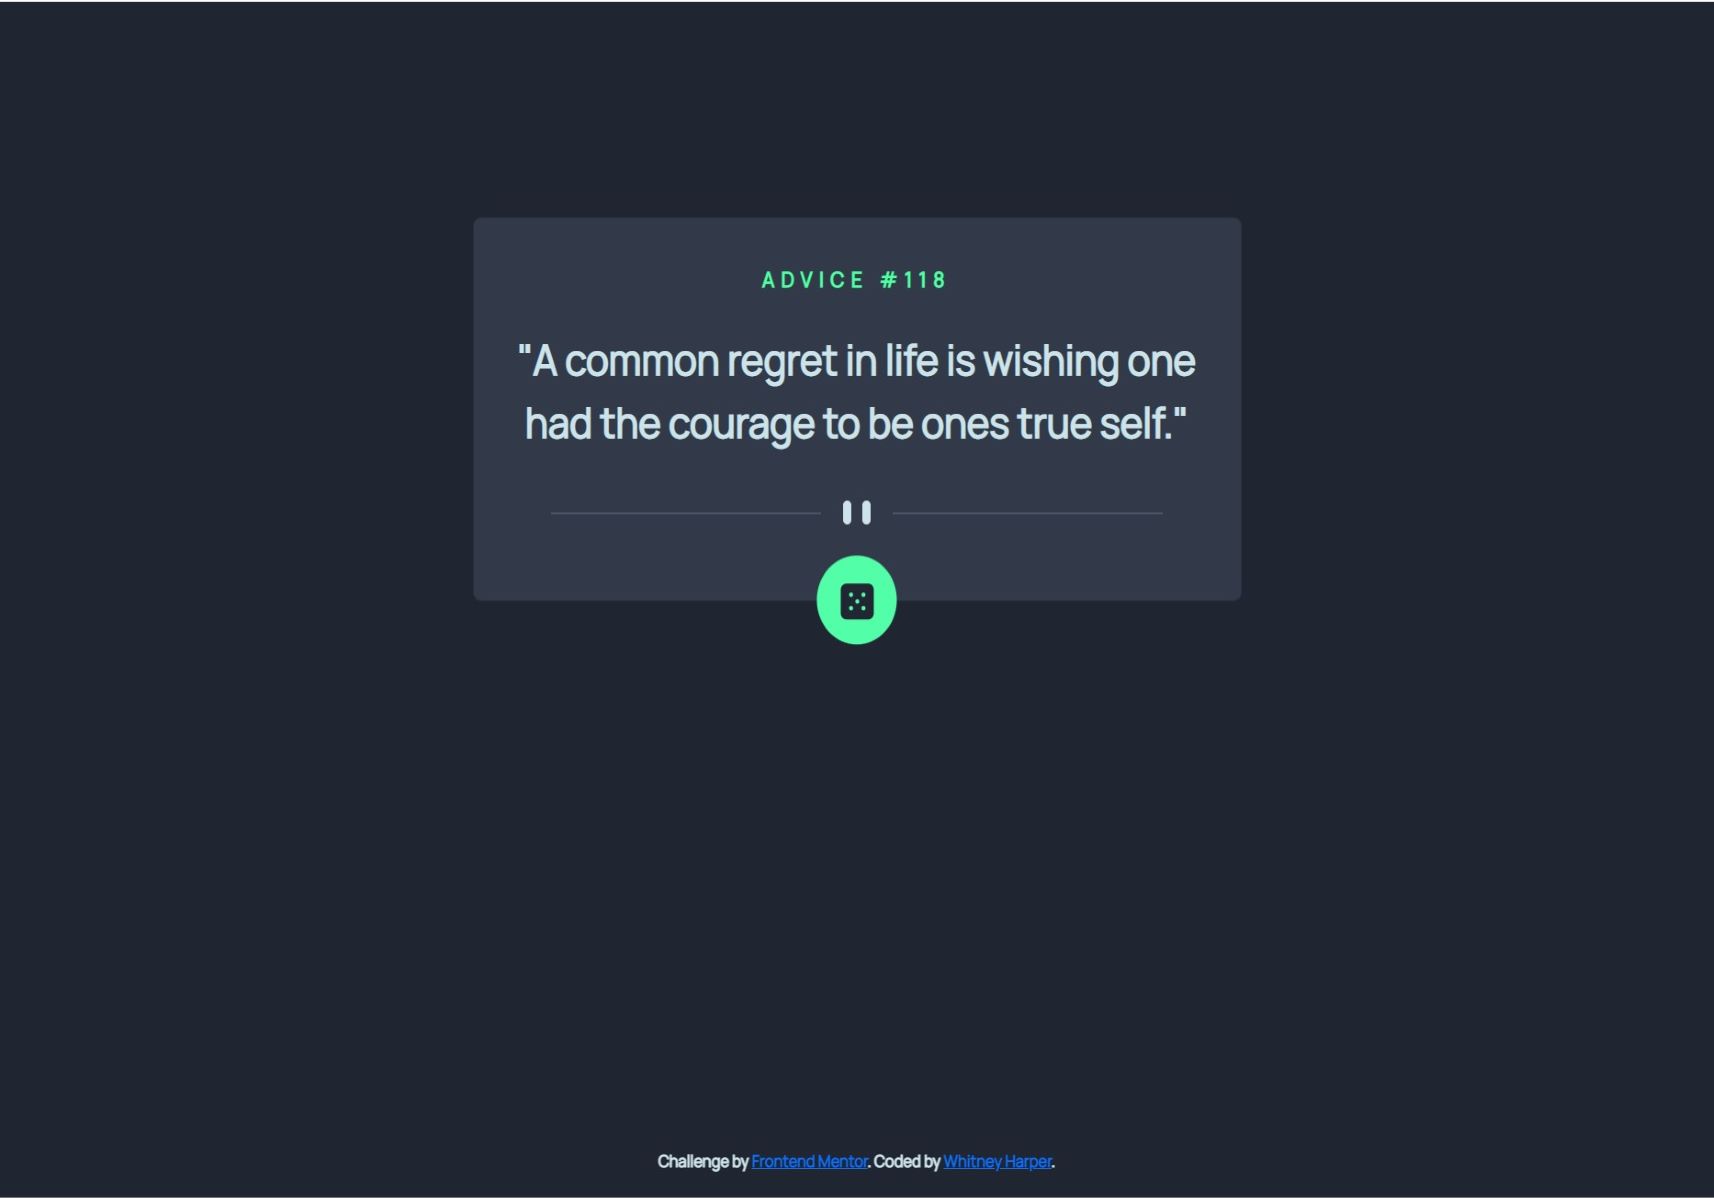 ADVICE #118
"A common regret in life is wishing one
had the courage to be ones true self."
Challenge by Frontend Mentor. Coded by Whitney Harper.